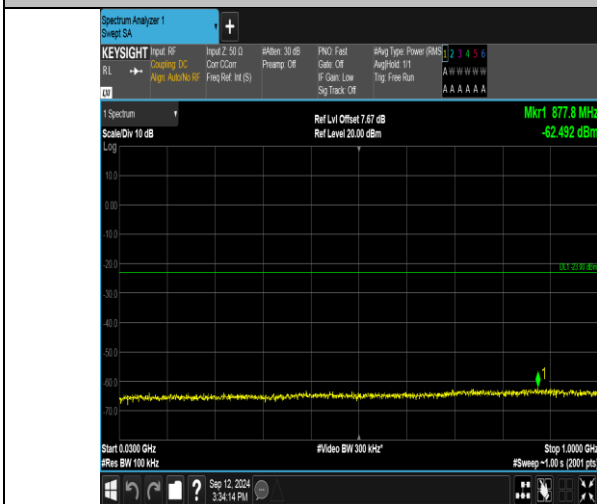 Spectrum Analyzer 1
Swept SA
+
KEYSIGHT
RL
LXI
Input: RF
Coupling: DC
Align: Auto/No RF
Input Z: 50 Ω
Corr CCorr
Freq Ref: Int (S)
#Atten: 30 dB
Preamp: Off
PNO: Fast
Gate: Off
IF Gain: Low
Sig Track: Off
#Avg Type: Power (RMS
Avg|Hold: 1/1
Trig: Free Run
1 2 3 4 5 6
A W W W W W
A A A A A A
1 Spectrum
Scale/Div 10 dB
Log
Ref Lvl Offset 7.67 dB
Ref Level 20.00 dBm
Mkr1 877.8 MHz
-62.492 dBm
10.0
0.00
-10.0
-20.0
DL1 -23.00 dBm
-30.0
-40.0
-50.0
-60.0
1
-70.0
Start 0.0300 GHz
#Res BW 100 kHz
#Video BW 300 kHz*
Stop 1.0000 GHz
#Sweep ~1.00 s (2001 pts)
?
Sep 12, 2024
3:34:14 PM